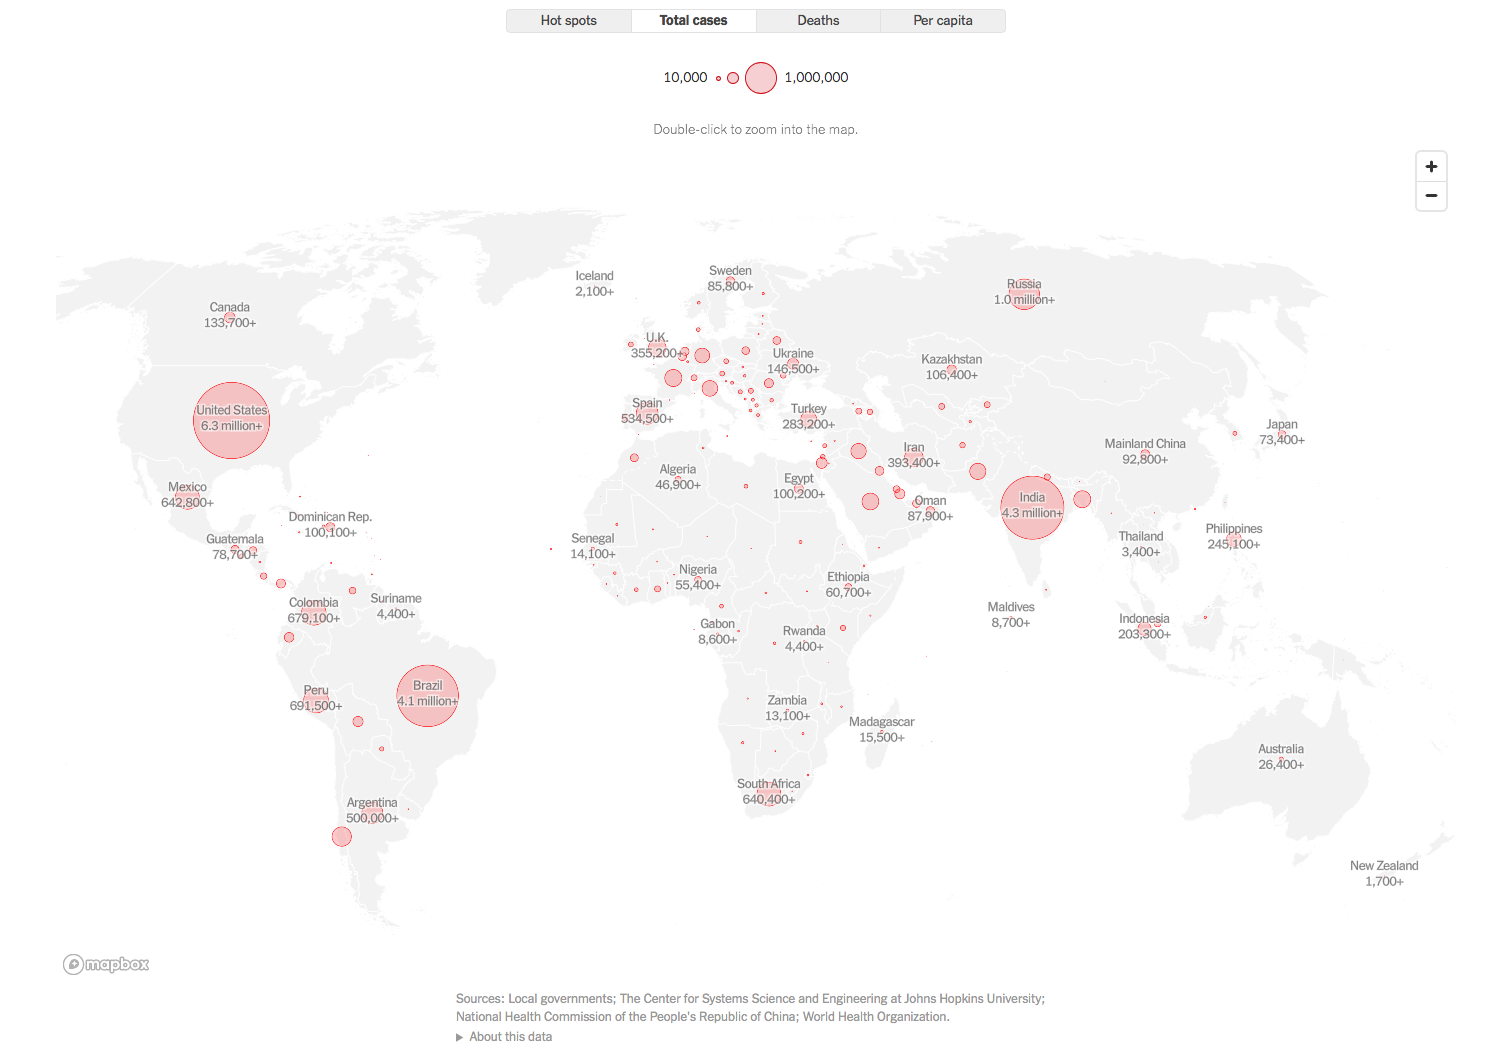 Hot spots
Total cases
Deaths
Per capita
10,000
1,000,000
Double-click to zoom into the map.
+
−
Iceland
2,100+
Sweden
85,800+
Russia
1.0 million+
Canada
133,700+
U.K.
355,200+
Ukraine
146,500+
Kazakhstan
106,400+
United States
6.3 million+
Spain
534,500+
Turkey
283,200+
Japan
73,400+
Mainland China
92,800+
Iran
393,400+
Algeria
46,900+
Egypt
100,200+
Mexico
642,800+
India
4.3 million+
Oman
87,900+
Dominican Rep.
100,100+
Guatemala
78,700+
Senegal
14,100+
Thailand
3,400+
Philippines
245,100+
Nigeria
55,400+
Ethiopia
60,700+
Colombia
679,100+
Suriname
4,400+
Maldives
8,700+
Gabon
8,600+
Rwanda
4,400+
Indonesia
203,300+
Peru
691,500+
Brazil
4.1 million+
Zambia
13,100+
Madagascar
15,500+
Australia
26,400+
South Africa
640,400+
Argentina
500,000+
New Zealand
1,700+
mapbox
Sources: Local governments; The Center for Systems Science and Engineering at Johns Hopkins University;
National Health Commission of the People's Republic of China; World Health Organization.
About this data